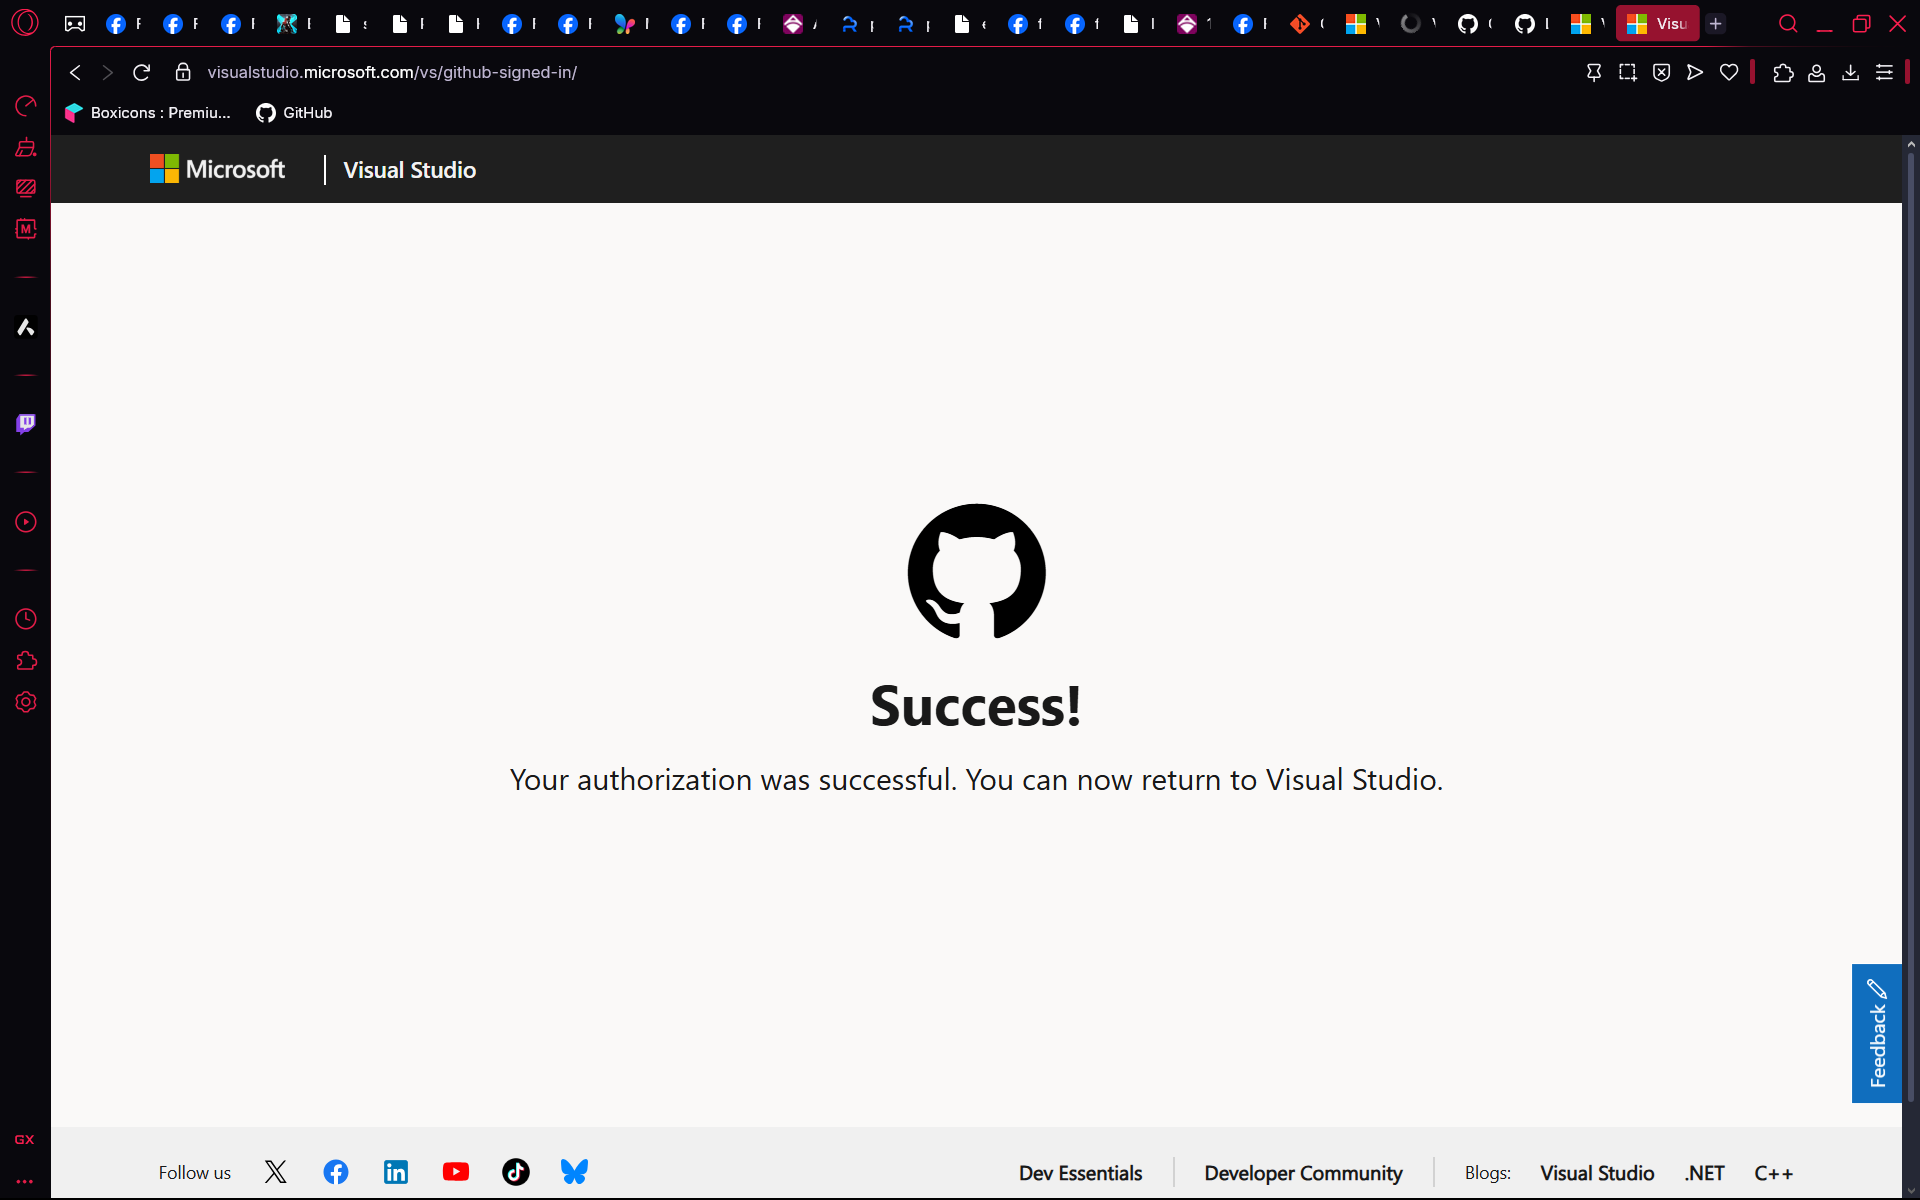 Visu
visualstudio.microsoft.com/vs/github-signed-in/
Boxicons : Premiu...
GitHub
Microsoft
Visual Studio
Success!
Your authorization was successful. You can now return to Visual Studio.
Feedback
GX
Follow us
Dev Essentials
Developer Community
Blogs:
Visual Studio
.NET
C++